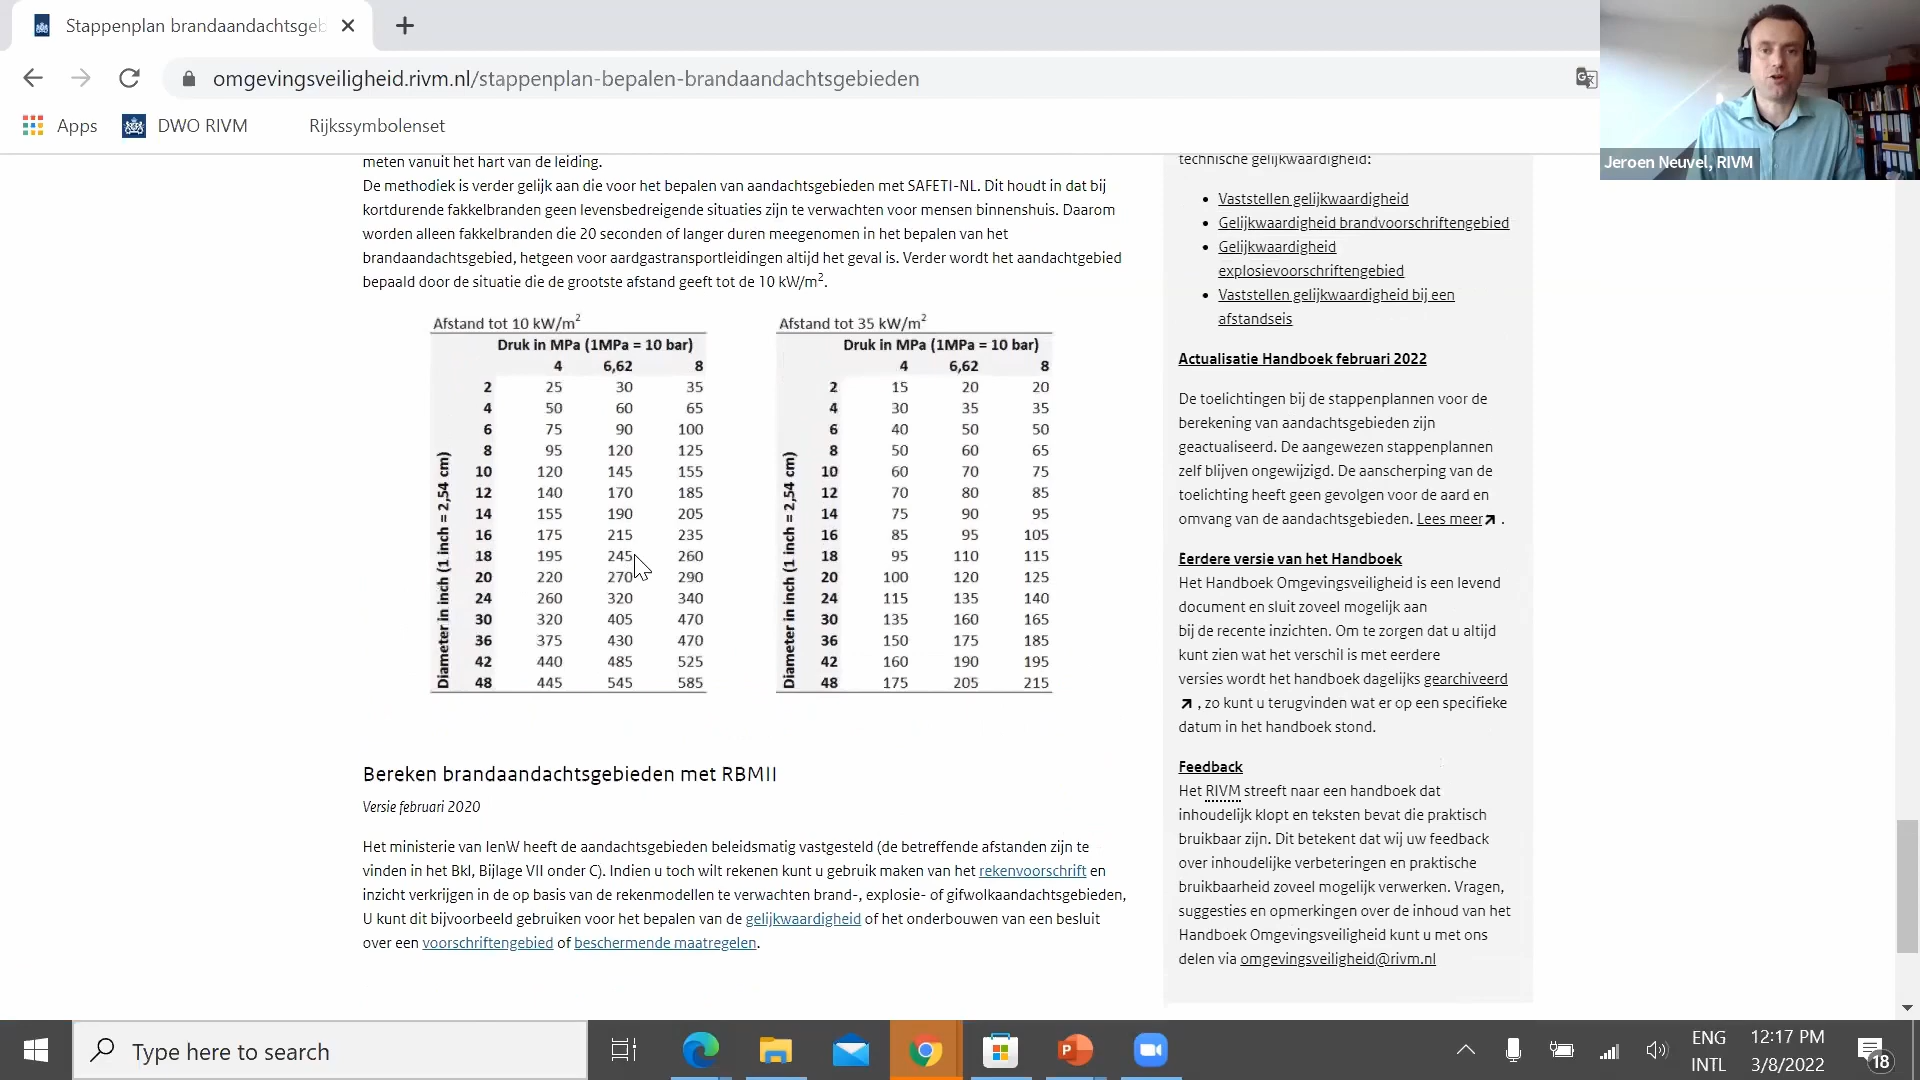 Stappenplan brandaandachtsgeb
omgevingsveiligheid.rivm.nl/stappenplan-bepalen-brandaandachtsgebieden
Apps DWO RIVM Rijkssymbolenset
Jeroen Neuvel, RIVM
meten vanuit het hart van de leiding.
De methodiek is verder gelijk aan die voor het bepalen van aandachtsgebieden met SAFETI-NL. Dit houdt in dat bij
kortdurende fakkelbranden geen levensbedreigende situaties zijn te verwachten voor mensen binnenshuis. Daarom
worden alleen fakkelbranden die 20 seconden of langer duren meegenomen in het bepalen van het
brandaandachtsgebied, hetgeen voor aardgastransportleidingen altijd het geval is. Verder wordt het aandachtgebied
bepaald door de situatie die de grootste afstand geeft tot de 10 kW/m².
Afstand tot 10 kW/m²
Druk in MPa (1MPa = 10 bar)
4 6,62 8
Diameter in inch (1 inch = 2,54 cm)
2 25 30 35
4 50 60 65
6 75 90 100
8 95 120 125
10 120 145 155
12 140 170 185
14 155 190 205
16 175 215 235
18 195 245 260
20 220 270 290
24 260 320 340
30 320 405 470
36 375 430 470
42 440 485 525
48 445 545 585
Afstand tot 35 kW/m²
Druk in MPa (1MPa = 10 bar)
4 6,62 8
Diameter in inch (1 inch = 2,54 cm)
2 15 20 20
4 30 35 35
6 40 50 50
8 50 60 65
10 60 70 75
12 70 80 85
14 75 90 95
16 85 95 105
18 95 110 115
20 100 120 125
24 115 135 140
30 135 160 165
36 150 175 185
42 160 190 195
48 175 205 215
Bereken brandaandachtsgebieden met RBMII
Versie februari 2020
Het ministerie van IenW heeft de aandachtsgebieden beleidsmatig vastgesteld (de betreffende afstanden zijn te
vinden in het Bkl, Bijlage VII onder C). Indien u toch wilt rekenen kunt u gebruik maken van het rekenvoorschrift en
inzicht verkrijgen in de op basis van de rekenmodellen te verwachten brand-, explosie- of gifwolkaandachtsgebieden,
U kunt dit bijvoorbeeld gebruiken voor het bepalen van de gelijkwaardigheid of het onderbouwen van een besluit
over een voorschriftengebied of beschermende maatregelen.
technische gelijkwaardigheid:
• Vaststellen gelijkwaardigheid
• Gelijkwaardigheid brandvoorschriftengebied
• Gelijkwaardigheid
explosievoorschriftengebied
• Vaststellen gelijkwaardigheid bij een
afstandseis
Actualisatie Handboek februari 2022
De toelichtingen bij de stappenplannen voor de
berekening van aandachtsgebieden zijn
geactualiseerd. De aangewezen stappenplannen
zelf blijven ongewijzigd. De aanscherping van de
toelichting heeft geen gevolgen voor de aard en
omvang van de aandachtsgebieden. Lees meer .
Eerdere versie van het Handboek
Het Handboek Omgevingsveiligheid is een levend
document en sluit zoveel mogelijk aan
bij de recente inzichten. Om te zorgen dat u altijd
kunt zien wat het verschil is met eerdere
versies wordt het handboek dagelijks gearchiveerd
, zo kunt u terugvinden wat er op een specifieke
datum in het handboek stond.
Feedback
Het RIVM streeft naar een handboek dat
inhoudelijk klopt en teksten bevat die praktisch
bruikbaar zijn. Dit betekent dat wij uw feedback
over inhoudelijke verbeteringen en praktische
bruikbaarheid zoveel mogelijk verwerken. Vragen,
suggesties en opmerkingen over de inhoud van het
Handboek Omgevingsveiligheid kunt u met ons
delen via omgevingsveiligheid@rivm.nl
Type here to search
ENG 12:17 PM
INTL 3/8/2022
18